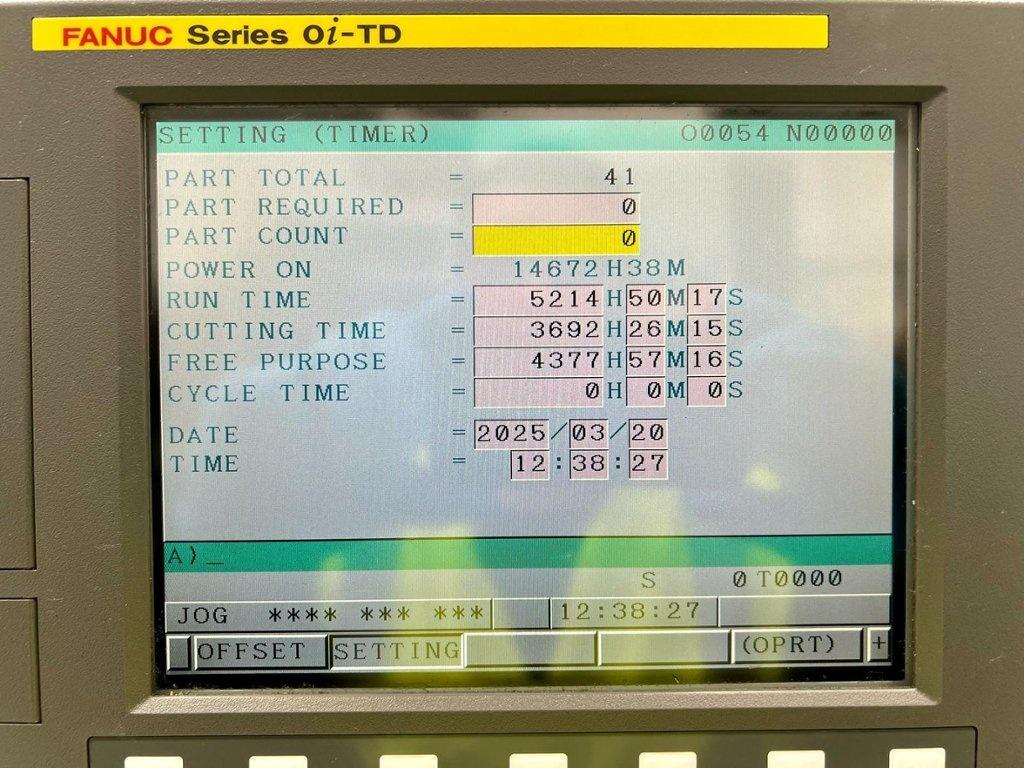 FANUC Series 0i-TD
SETTING (TIMER) O0054 N00000
PART TOTAL = 41
PART REQUIRED = 0
PART COUNT = 0
POWER ON = 14672H38M
RUN TIME = 5214H50M17S
CUTTING TIME = 3692H26M15S
FREE PURPOSE = 4377H57M16S
CYCLE TIME = 0H 0M 0S
DATE = 2025/03/20
TIME = 12:38:27
A)_
S 0 T0000
JOG **** *** *** 12:38:27
OFFSET SETTING (OPRT) +